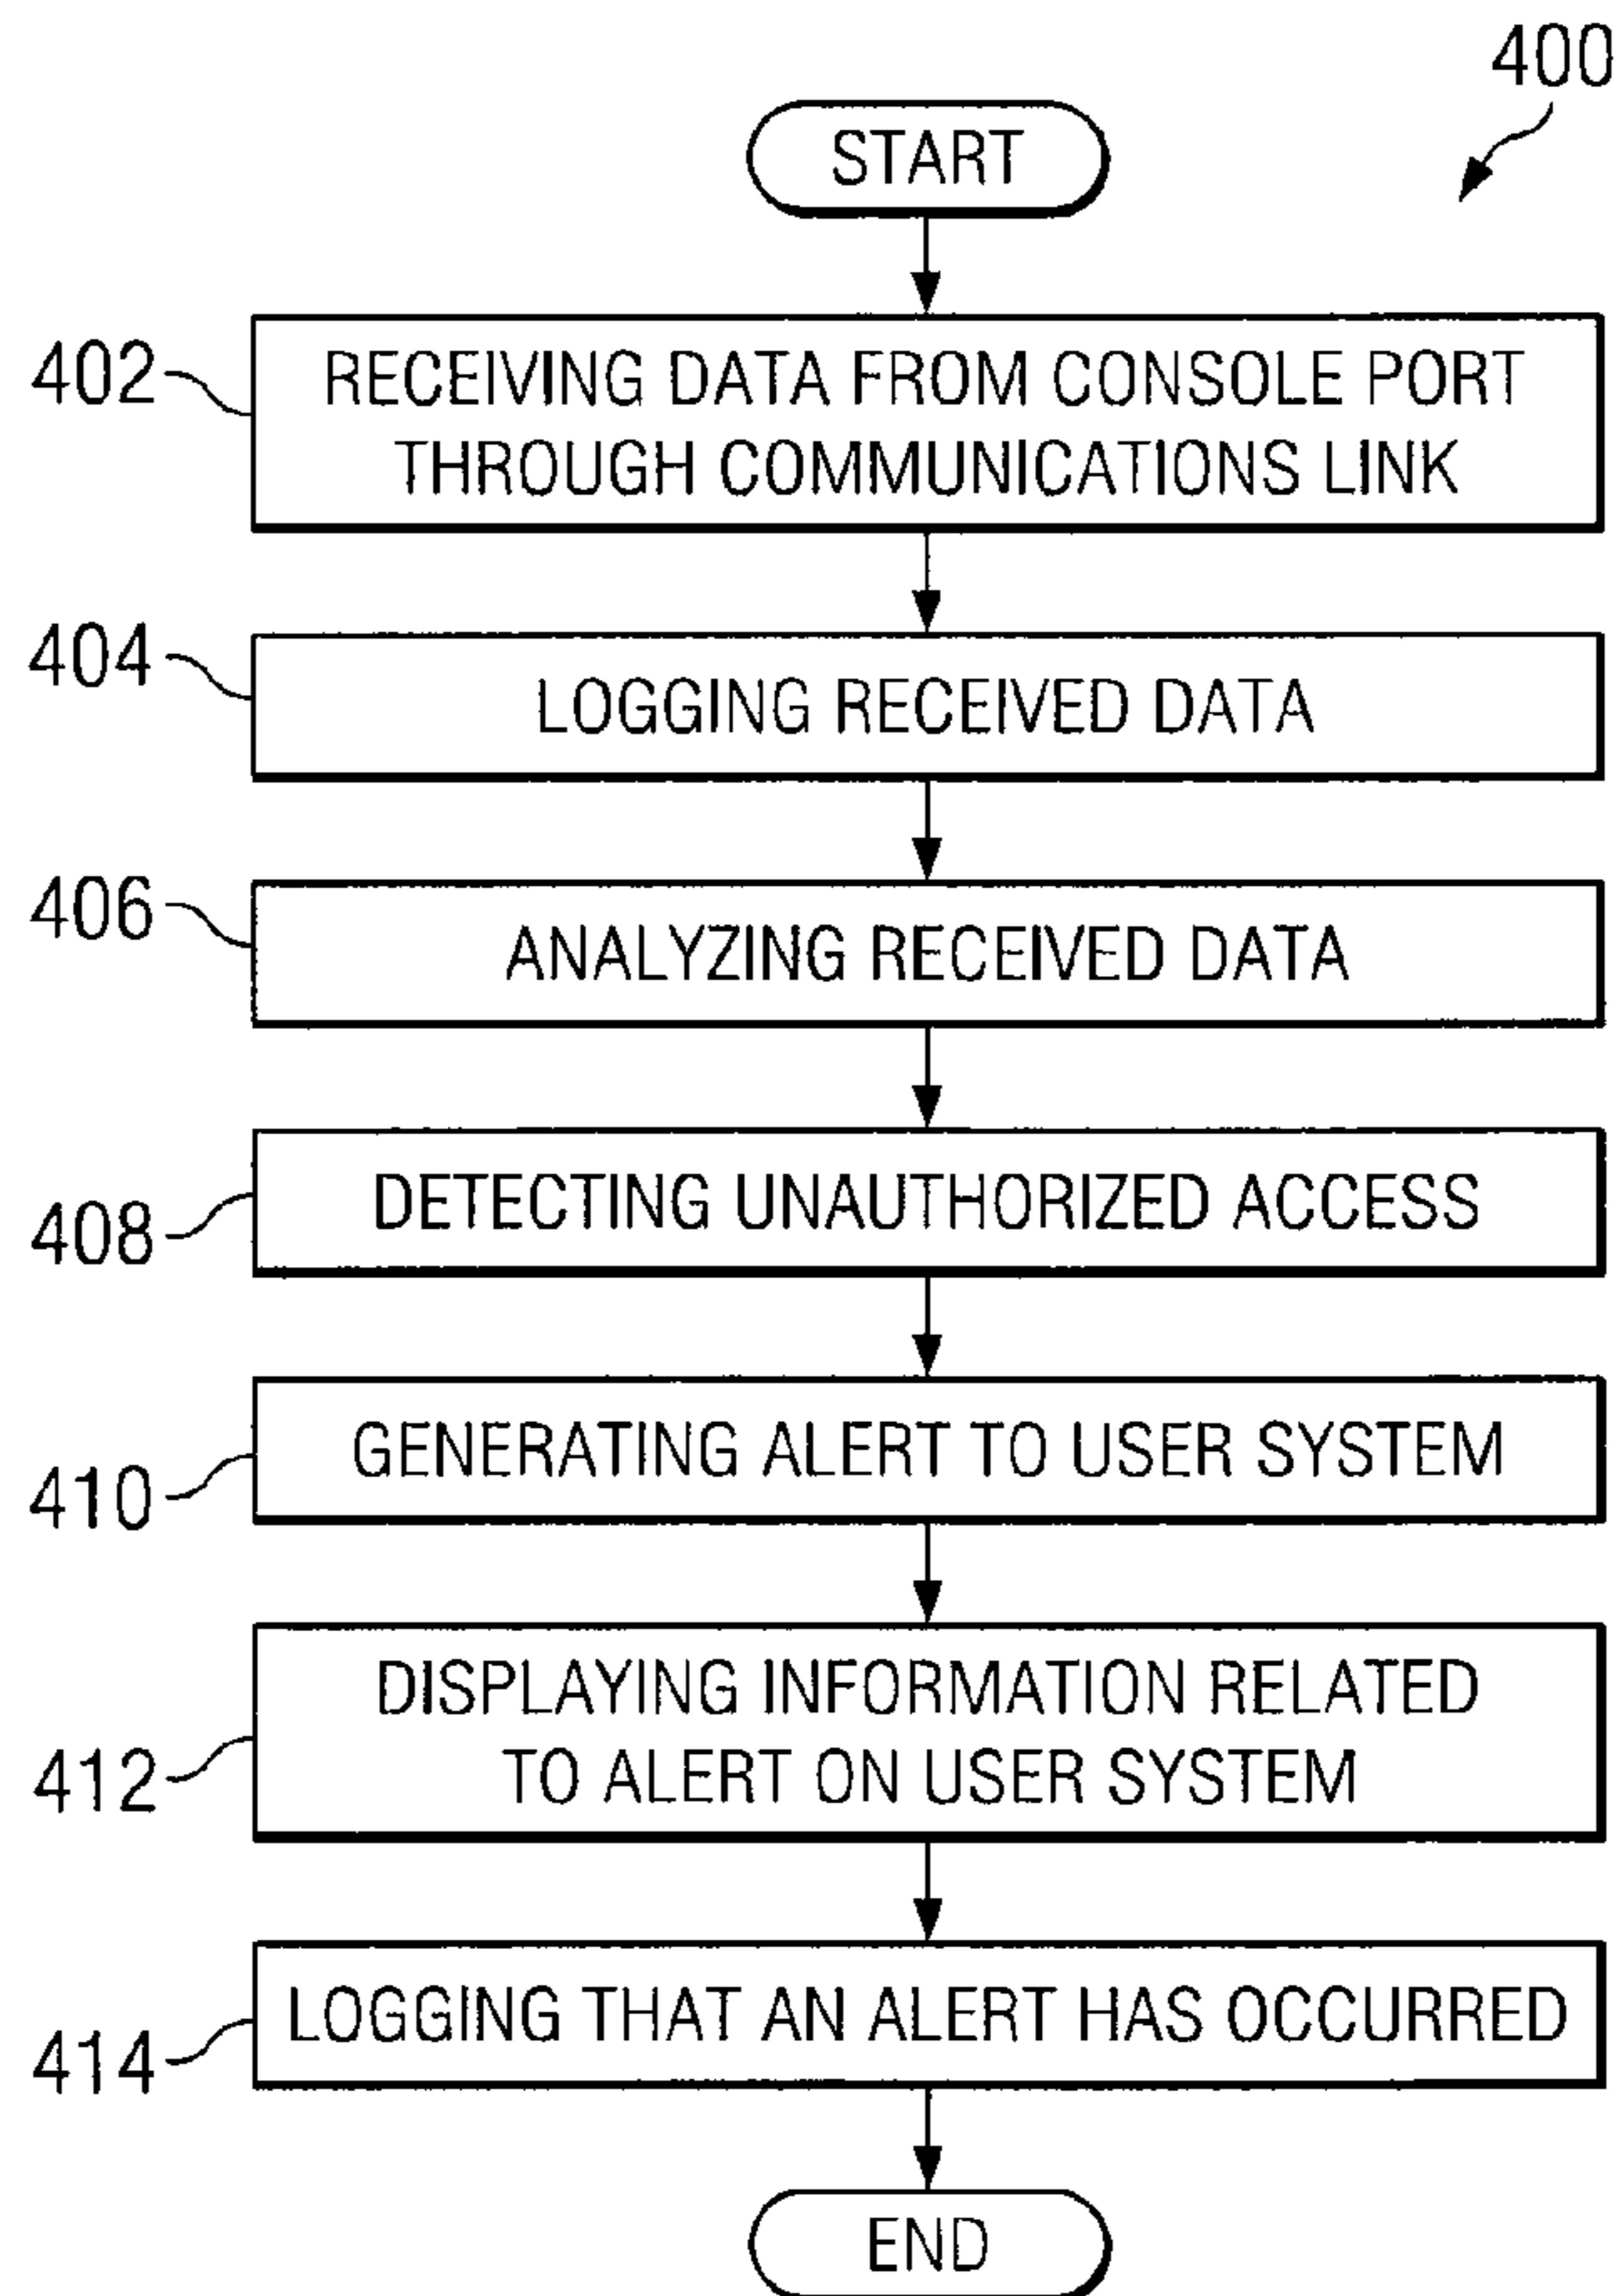 400
START
402
RECEIVING DATA FROM CONSOLE PORT
THROUGH COMMUNICATIONS LINK
404
LOGGING RECEIVED DATA
406
ANALYZING RECEIVED DATA
408
DETECTING UNAUTHORIZED ACCESS
410
GENERATING ALERT TO USER SYSTEM
412
DISPLAYING INFORMATION RELATED
TO ALERT ON USER SYSTEM
414
LOGGING THAT AN ALERT HAS OCCURRED
END